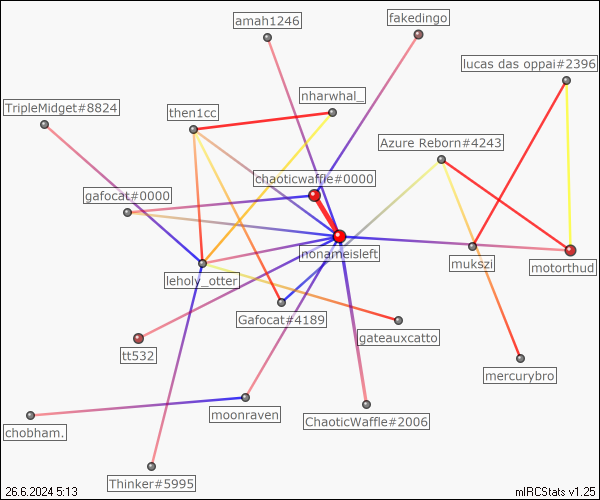 amah1246
fakedingo
lucas das oppai#2396
nharwhal_
TripleMidget#8824
then1cc
Azure Reborn#4243
chaoticwaffle#0000
gafocat#0000
nonameisleft
mukszi
motorthud
leholy_otter
Gafocat#4189
gateauxcatto
tt532
mercurybro
moonraven
ChaoticWaffle#2006
chobham.
Thinker#5995
26.6.2024 5:13
mIRCStats v1.25